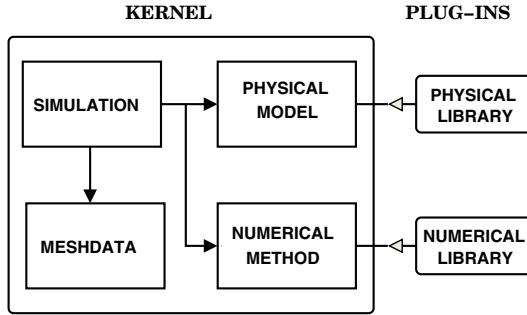 KERNEL
PLUG–INS
SIMULATION
PHYSICAL
MODEL
PHYSICAL
LIBRARY
MESHDATA
NUMERICAL
METHOD
NUMERICAL
LIBRARY